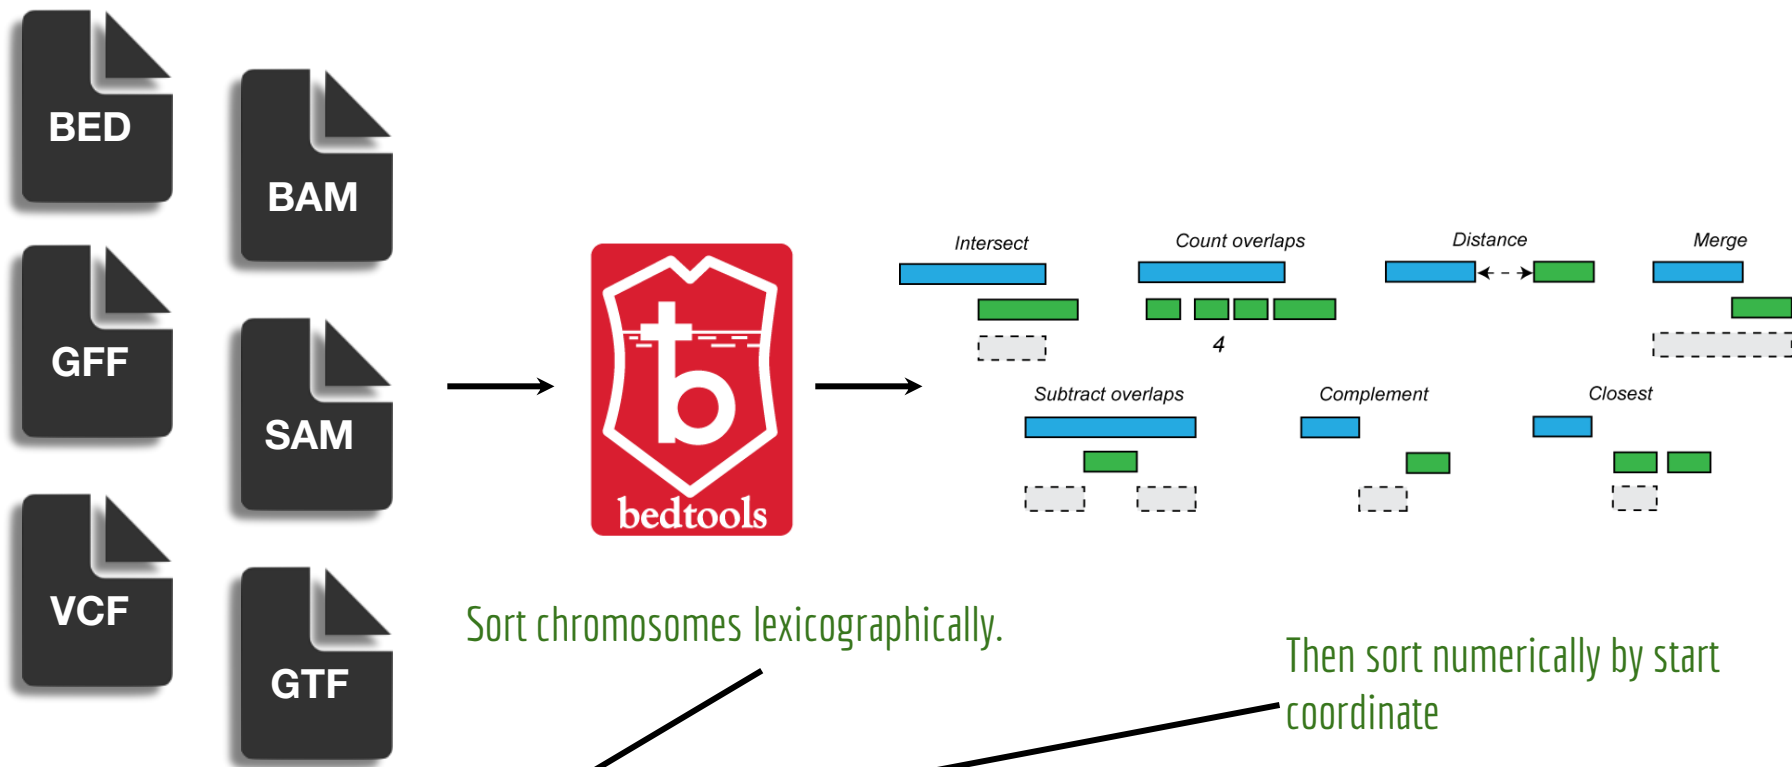 BED
BAM
GFF
SAM
VCF
GTF
bedtools
Intersect
Count overlaps
4
Distance
Merge
Subtract overlaps
Complement
Closest
Sort chromosomes lexicographically.
Then sort numerically by start
coordinate